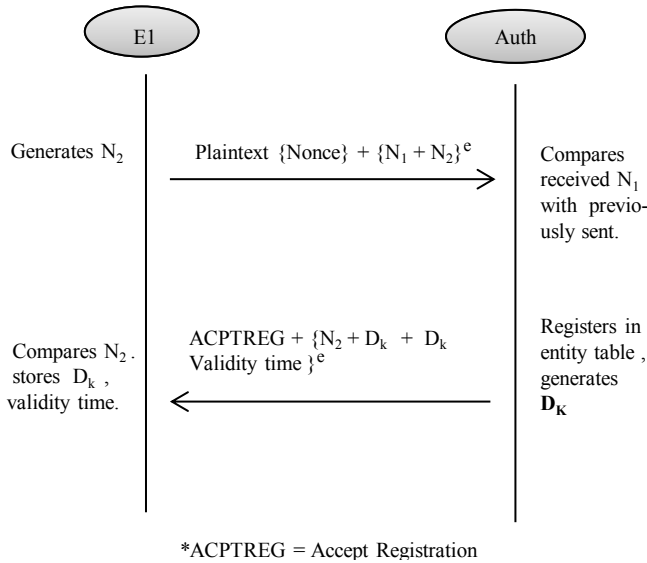 E1
Auth
Generates N₂
Plaintext {Nonce} + {N₁ + N₂}ᵉ
Compares
received N₁
with previo-
usly sent.
ACPTREG + {N₂ + Dₖ + Dₖ
Validity time }ᵉ
Compares N₂ .
stores Dₖ ,
validity time.
Registers in
entity table ,
generates
D_K
*ACPTREG = Accept Registration